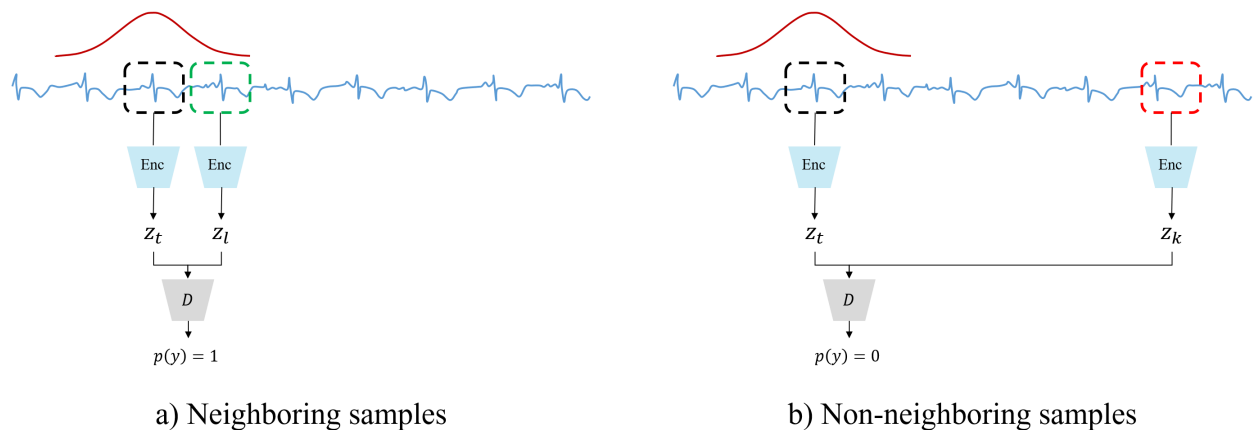 Enc Enc
z_t z_l
D
p(y) = 1
a) Neighboring samples
Enc Enc
z_t z_k
D
p(y) = 0
b) Non-neighboring samples